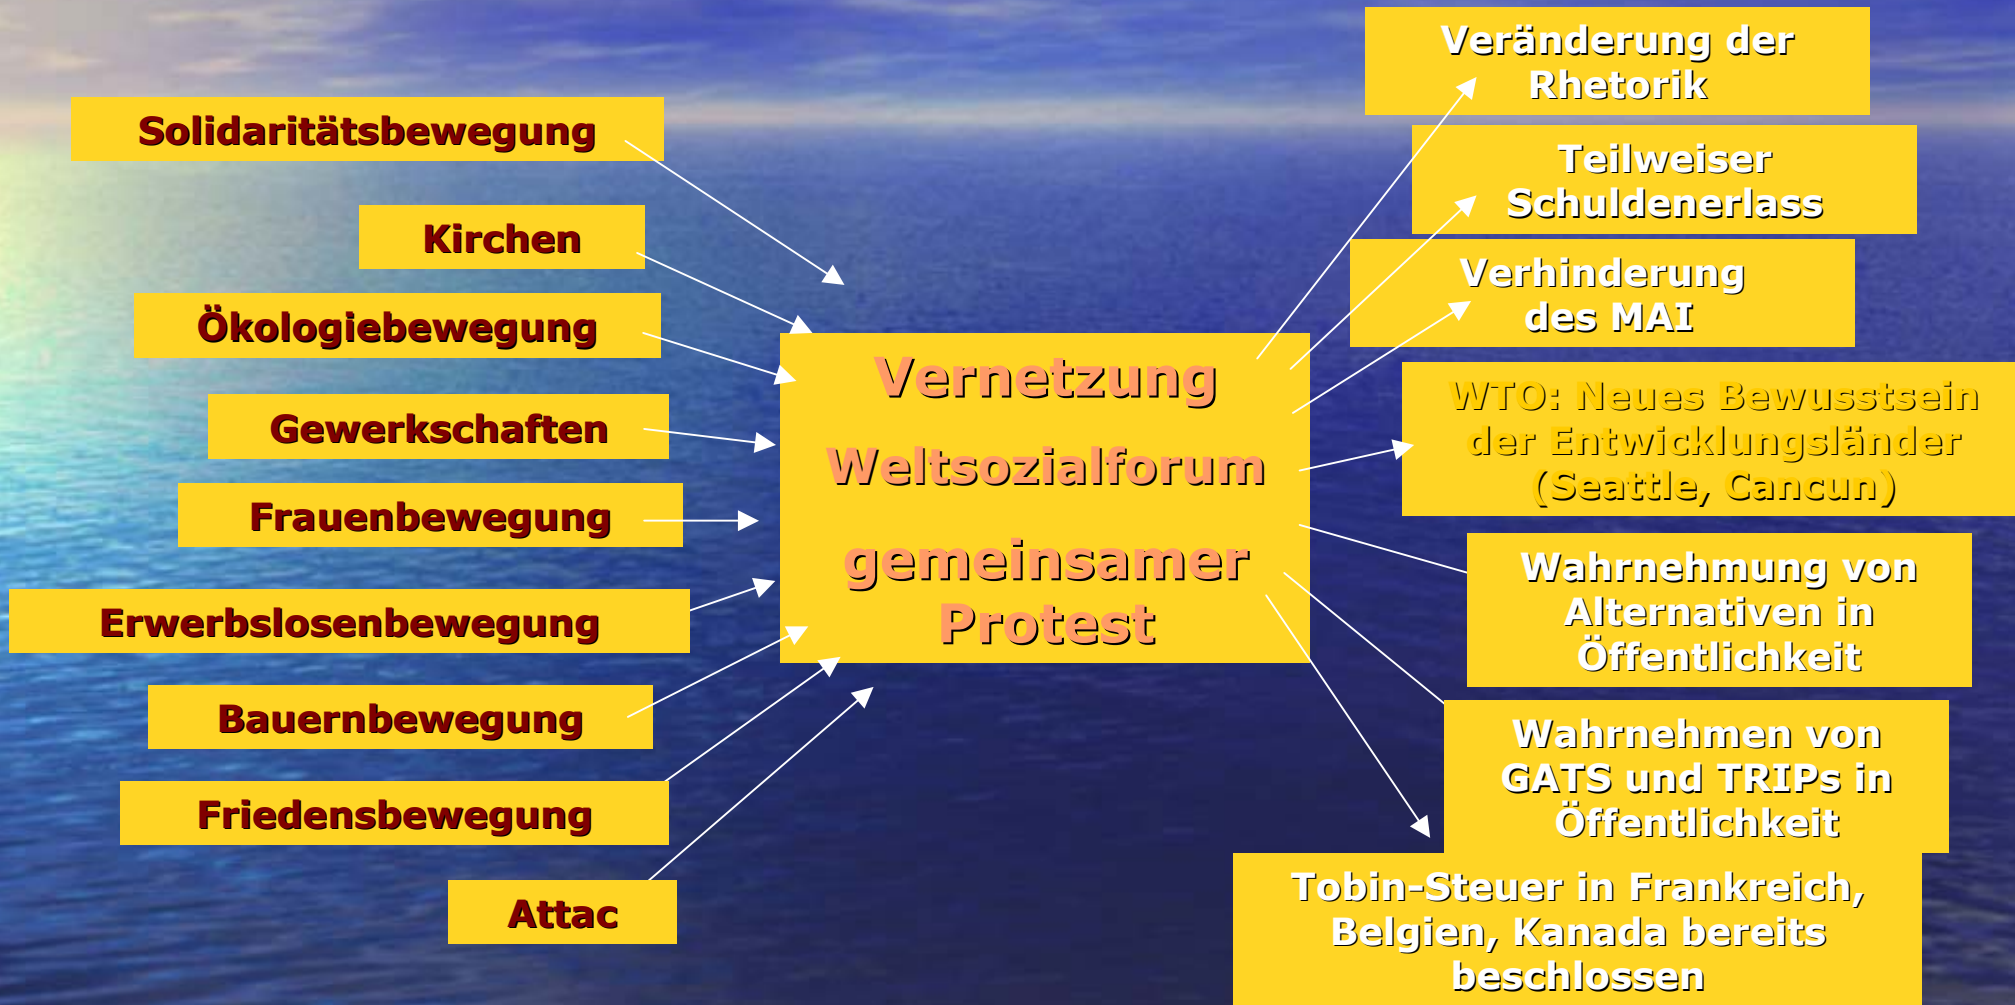 Solidaritätsbewegung
Kirchen
Ökologiebewegung
Gewerkschaften
Frauenbewegung
Erwerbslosenbewegung
Bauernbewegung
Friedensbewegung
Attac
Vernetzung
Weltsozialforum
gemeinsamer
Protest
Veränderung der
Rhetorik
Teilweiser
Schuldenerlass
Verhinderung
des MAI
WTO: Neues Bewusstsein
der Entwicklungsländer
(Seattle, Cancun)
Wahrnehmung von
Alternativen in
Öffentlichkeit
Wahrnehmen von
GATS und TRIPs in
Öffentlichkeit
Tobin-Steuer in Frankreich,
Belgien, Kanada bereits
beschlossen